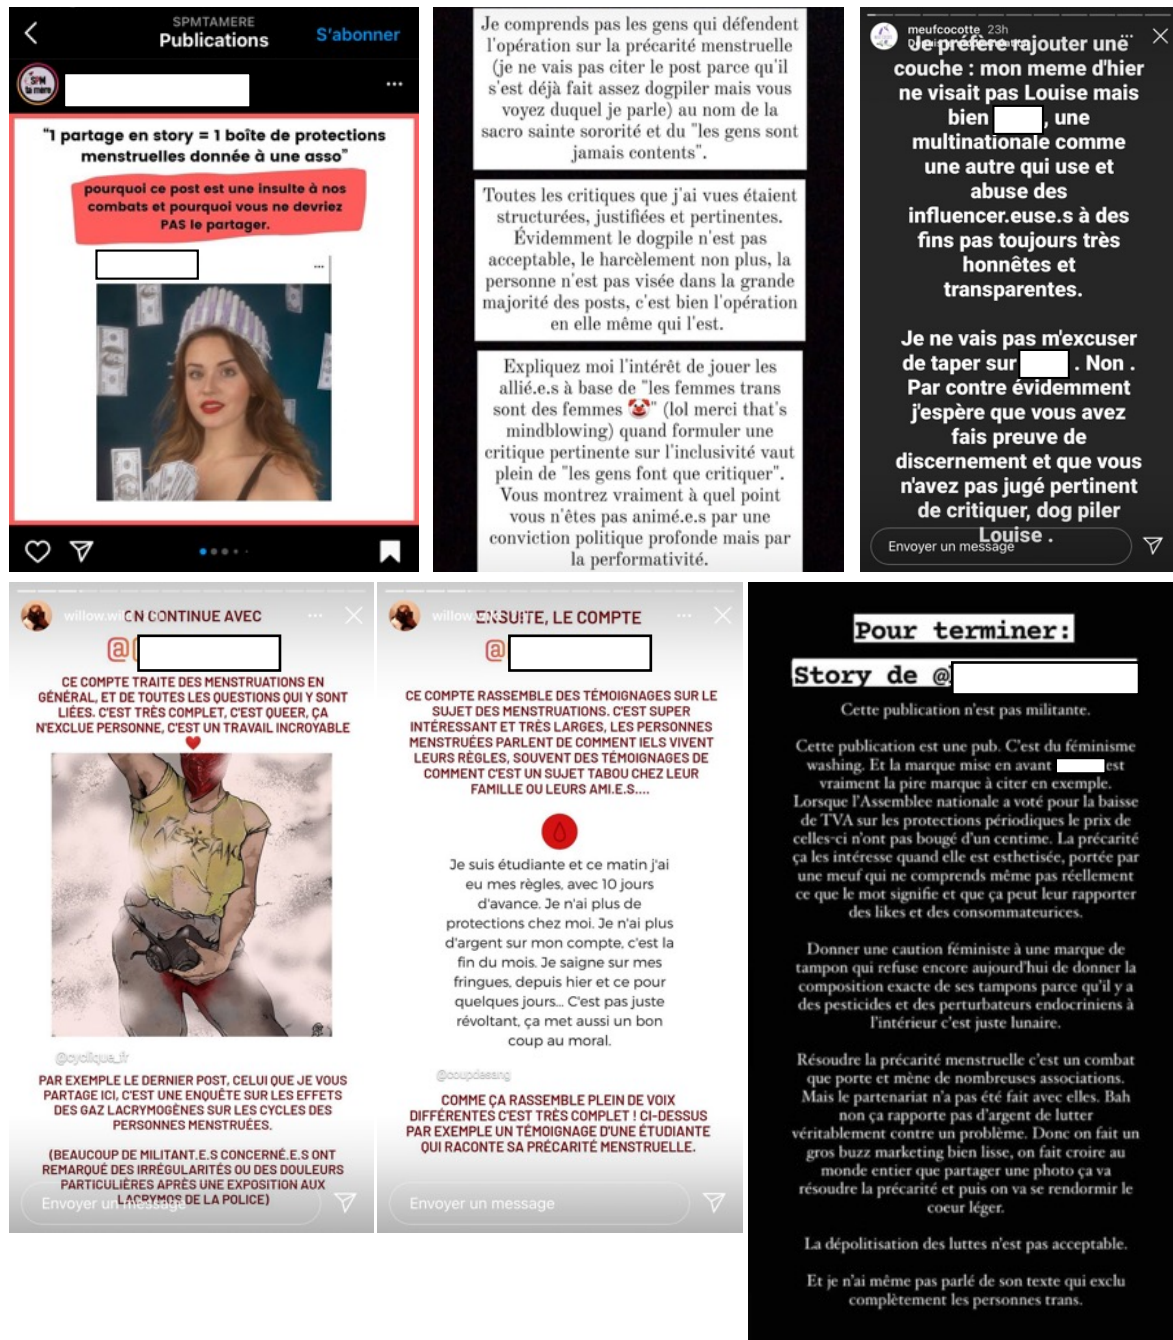 SPMTAMERE
Publications
S'abonner
SPM
ta mère
"1 partage en story = 1 boîte de protections
menstruelles donnée à une asso"
pourquoi ce post est une insulte à nos
combats et pourquoi vous ne devriez
PAS le partager.
Je comprends pas les gens qui défendent
l'opération sur la précarité menstruelle
(je ne vais pas citer le post parce qu'il
s'est déjà fait assez dogpiler mais vous
voyez duquel je parle) au nom de la
sacro sainte sororité et du "les gens sont
jamais contents".
Toutes les critiques que j'ai vues étaient
structurées, justifiées et pertinentes.
Évidemment le dogpile n'est pas
acceptable, le harcèlement non plus, la
personne n'est pas visée dans la grande
majorité des posts, c'est bien l'opération
en elle même qui l'est.
Expliquez moi l'intérêt de jouer les
allié.e.s à base de "les femmes trans
sont des femmes 🤡" (lol merci that's
mindblowing) quand formuler une
critique pertinente sur l'inclusivité vaut
plein de "les gens font que critiquer".
Vous montrez vraiment à quel point
vous n'êtes pas animé.e.s par une
conviction politique profonde mais par
la performativité.
meufcocotte 23h
Je préfère rajouter une
couche : mon meme d'hier
ne visait pas Louise mais
bien , une
multinationale comme
une autre qui use et
abuse des
influencer.euse.s à des
fins pas toujours très
honnêtes et
transparentes.
Je ne vais pas m'excuser
de taper sur . Non .
Par contre évidemment
j'espère que vous avez
fais preuve de
discernement et que vous
n'avez pas jugé pertinent
de critiquer, dog piler
Louise .
Envoyer un message
ON CONTINUE AVEC
@
CE COMPTE TRAITE DES MENSTRUATIONS EN
GÉNÉRAL, ET DE TOUTES LES QUESTIONS QUI Y SONT
LIÉES. C'EST TRÈS COMPLET, C'EST QUEER, ÇA
N'EXCLUE PERSONNE, C'EST UN TRAVAIL INCROYABLE
❤️
RESISTANCE
@cyclique_fr
PAR EXEMPLE LE DERNIER POST, CELUI QUE JE VOUS
PARTAGE ICI, C'EST UNE ENQUÊTE SUR LES EFFETS
DES GAZ LACRYMOGÈNES SUR LES CYCLES DES
PERSONNES MENSTRUÉES.
(BEAUCOUP DE MILITANT.E.S CONCERNÉ.E.S ONT
REMARQUÉ DES IRRÉGULARITÉS OU DES DOULEURS
PARTICULIÈRES APRÈS UNE EXPOSITION AUX
LACRYMOS DE LA POLICE)
Envoyer un message
ENSUITE, LE COMPTE
@
CE COMPTE RASSEMBLE DES TÉMOIGNAGES SUR LE
SUJET DES MENSTRUATIONS. C'EST SUPER
INTÉRESSANT ET TRÈS LARGES, LES PERSONNES
MENSTRUÉES PARLENT DE COMMENT IELS VIVENT
LEURS RÈGLES, SOUVENT DES TÉMOIGNAGES DE
COMMENT C'EST UN SUJET TABOU CHEZ LEUR
FAMILLE OU LEURS AMI.E.S....
Je suis étudiante et ce matin j'ai
eu mes règles, avec 10 jours
d'avance. Je n'ai plus de
protections chez moi. Je n'ai plus
d'argent sur mon compte, c'est la
fin du mois. Je saigne sur mes
fringues, depuis hier et ce pour
quelques jours... C'est pas juste
révoltant, ça met aussi un bon
coup au moral.
@coupdesang
COMME ÇA RASSEMBLE PLEIN DE VOIX
DIFFÉRENTES C'EST TRÈS COMPLET ! CI-DESSUS
PAR EXEMPLE UN TÉMOIGNAGE D'UNE ÉTUDIANTE
QUI RACONTE SA PRÉCARITÉ MENSTRUELLE.
Envoyer un message
Pour terminer:
Story de @
Cette publication n'est pas militante.
Cette publication est une pub. C'est du féminisme
washing. Et la marque mise en avant est
vraiment la pire marque à citer en exemple.
Lorsque l'Assemblee nationale a voté pour la baisse
de TVA sur les protections périodiques le prix de
celles-ci n'ont pas bougé d'un centime. La précarité
ça les intéresse quand elle est esthetisée, portée par
une meuf qui ne comprends même pas réellement
ce que le mot signifie et que ça peut leur rapporter
des likes et des consommateurices.
Donner une caution féministe à une marque de
tampon qui refuse encore aujourd'hui de donner la
composition exacte de ses tampons parce qu'il y a
des pesticides et des perturbateurs endocriniens à
l'intérieur c'est juste lunaire.
Résoudre la précarité menstruelle c'est un combat
que porte et mène de nombreuses associations.
Mais le partenariat n'a pas été fait avec elles. Bah
non ça rapporte pas d'argent de lutter
véritablement contre un problème. Donc on fait un
gros buzz marketing bien lisse, on fait croire au
monde entier que partager une photo ça va
résoudre la précarité et puis on va se rendormir le
coeur léger.
La dépolitisation des luttes n'est pas acceptable.
Et je n'ai même pas parlé de son texte qui exclu
complètement les personnes trans.